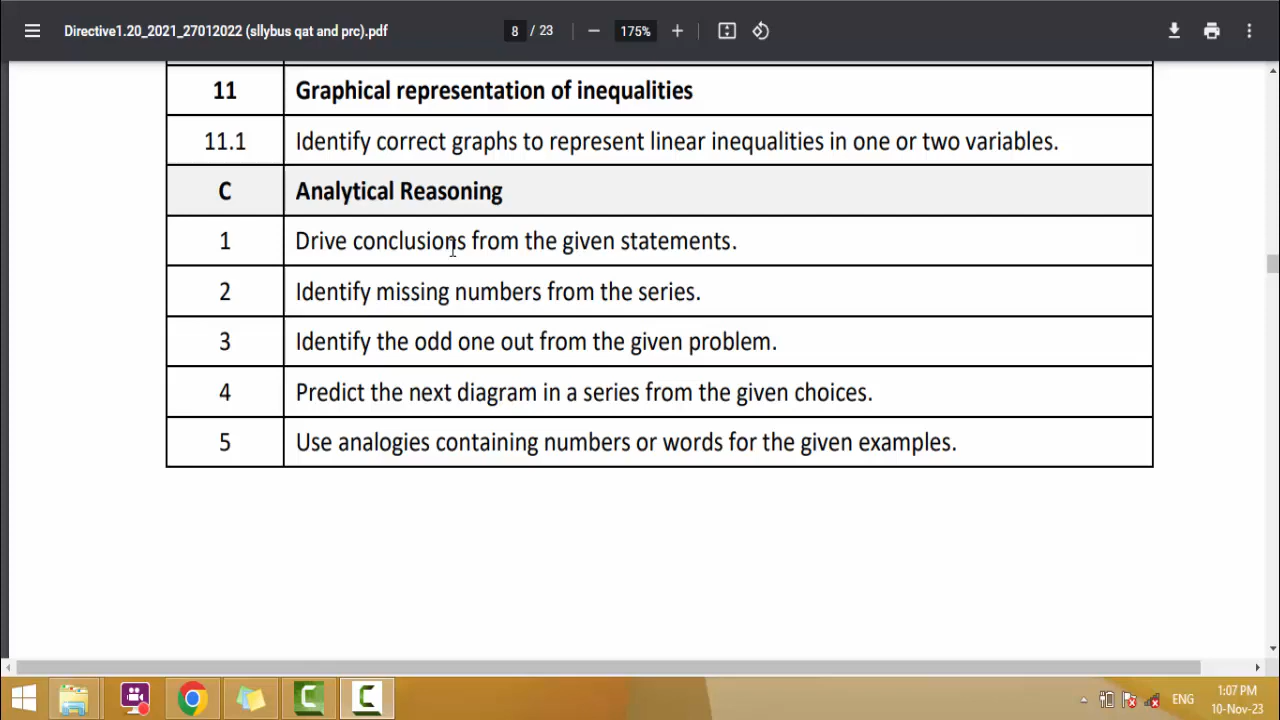 Directive1.20_2021_27012022 (sllybus qat and prc).pdf
8 / 23
175%
11 Graphical representation of inequalities
11.1 Identify correct graphs to represent linear inequalities in one or two variables.
C Analytical Reasoning
1 Drive conclusions from the given statements.
2 Identify missing numbers from the series.
3 Identify the odd one out from the given problem.
4 Predict the next diagram in a series from the given choices.
5 Use analogies containing numbers or words for the given examples.
ENG
1:07 PM
10-Nov-23